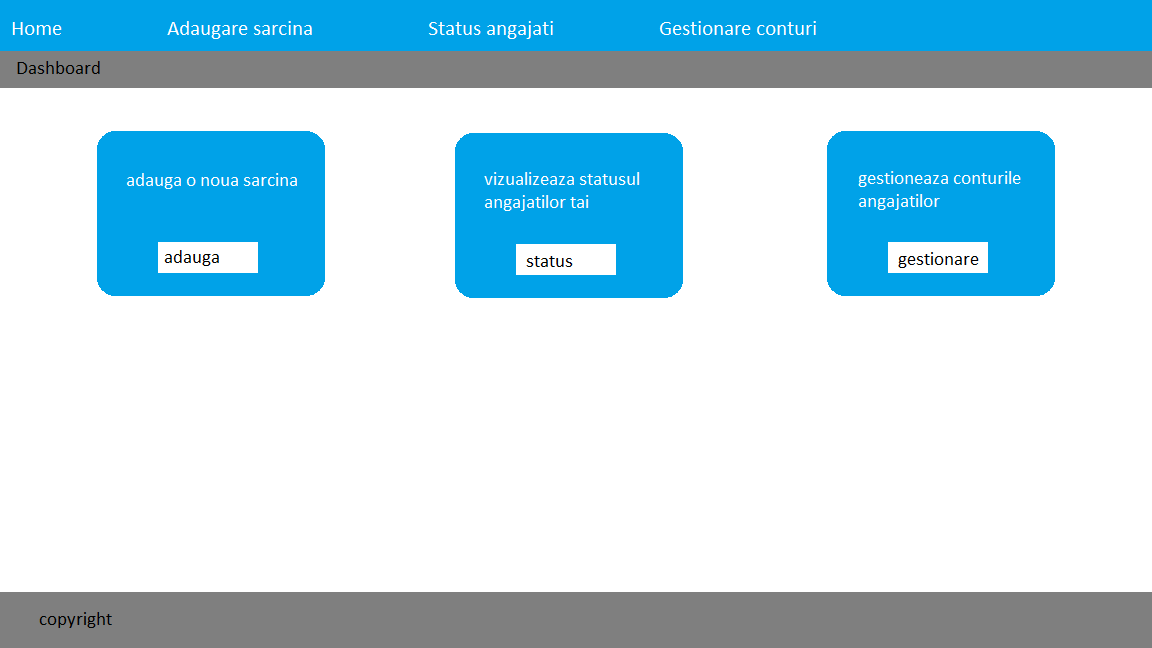 Home Adaugare sarcina Status angajati Gestionare conturi
Dashboard
adauga o noua sarcina
adauga
vizualizeaza statusul
angajatilor tai
status
gestioneaza conturile
angajatilor
gestionare
copyright